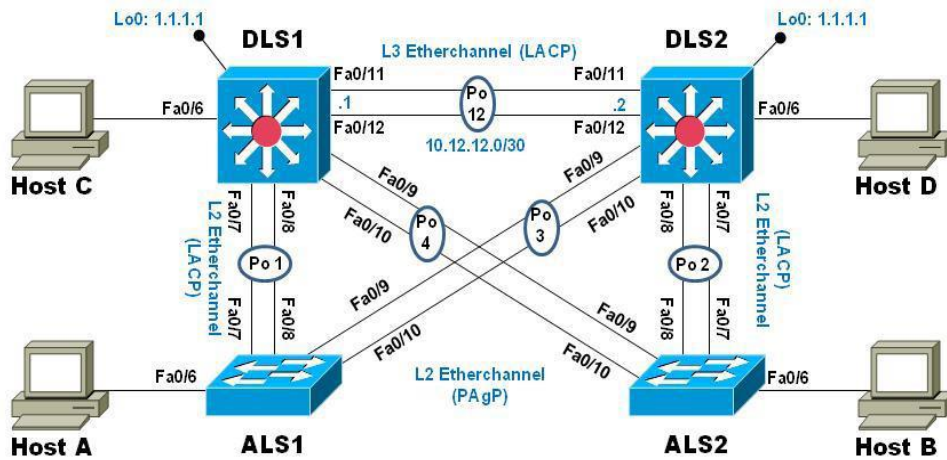 Lo0: 1.1.1.1
Lo0: 1.1.1.1
DLS1
DLS2
L3 Etherchannel (LACP)
Fa0/11
Fa0/11
Fa0/6
.1
Po
12
.2
Fa0/6
Fa0/12
Fa0/12
10.12.12.0/30
Host C
Host D
Fa0/9
Fa0/9
Fa0/7
Fa0/8
Fa0/10
Fa0/10
Fa0/8
Fa0/7
L2 Etherchannel
(LACP)
Po
4
Po
3
L2 Etherchannel
(LACP)
Po 1
Po 2
Fa0/9
Fa0/9
Fa0/7
Fa0/8
Fa0/10
Fa0/10
Fa0/8
Fa0/7
Fa0/6
L2 Etherchannel
(PAgP)
Fa0/6
Host A
ALS1
ALS2
Host B